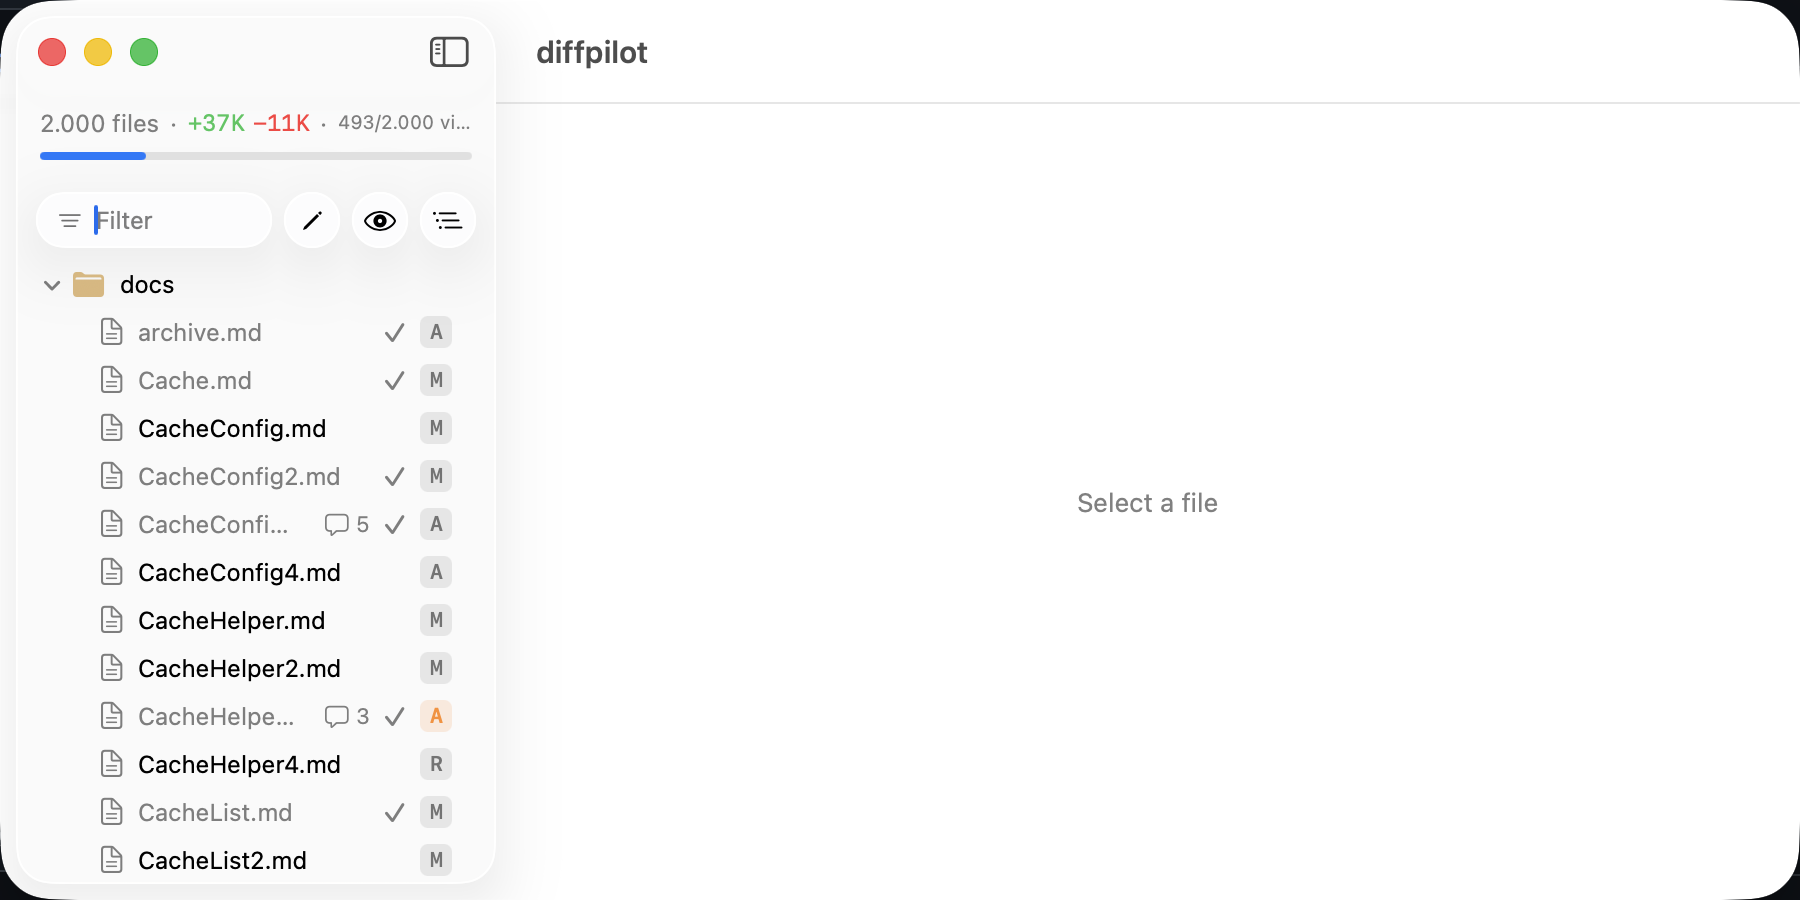 diffpilot
2.000 files · +37K −11K · 493/2.000 vi...
Filter
docs
archive.md A
Cache.md M
CacheConfig.md M
CacheConfig2.md M
CacheConfi... 5 A
CacheConfig4.md A
CacheHelper.md M
CacheHelper2.md M
CacheHelpe... 3 A
CacheHelper4.md R
CacheList.md M
CacheList2.md M
Select a file